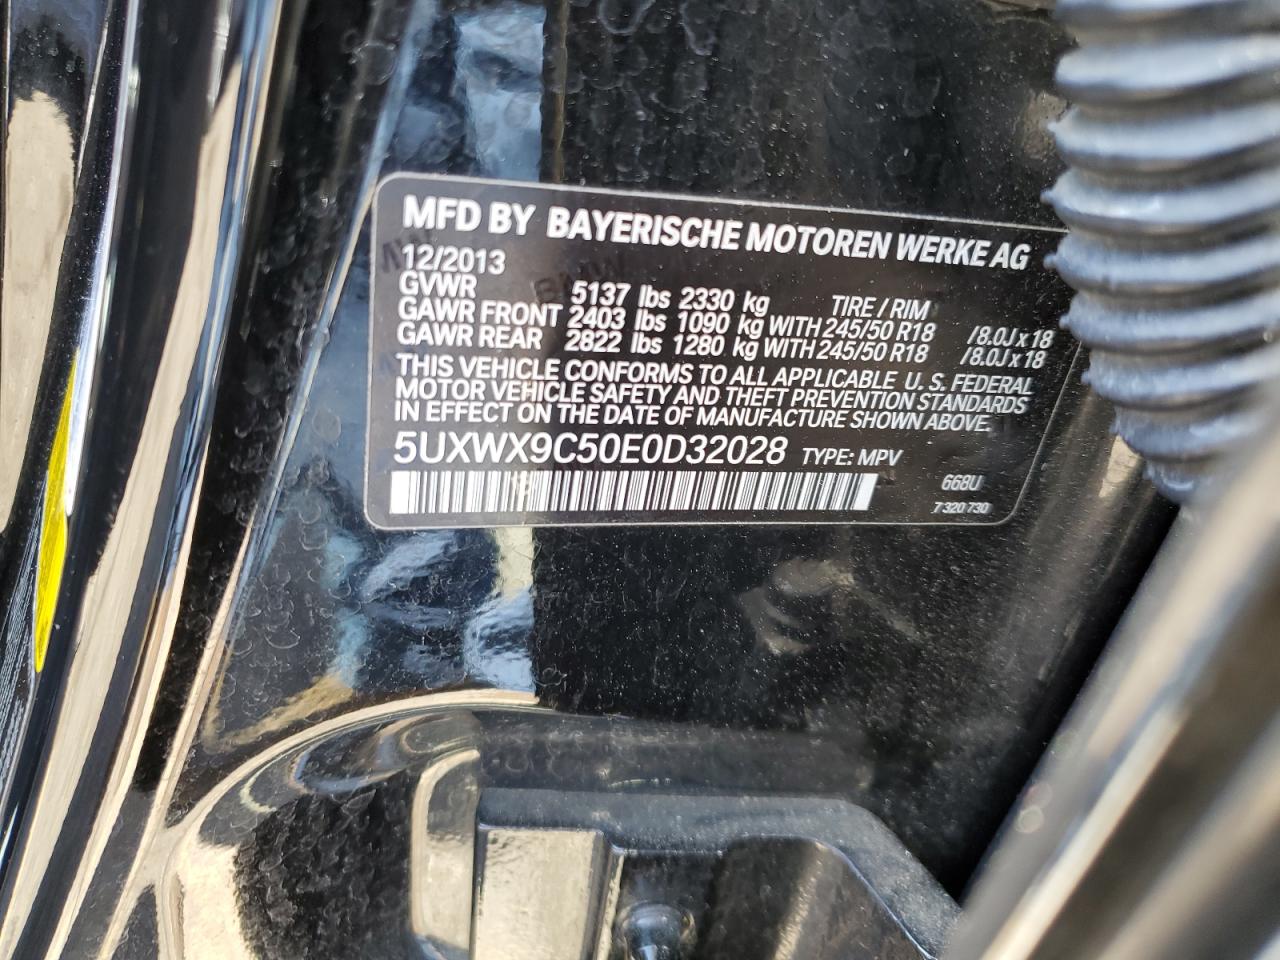 MFD BY BAYERISCHE MOTOREN WERKE AG
12/2013
GVWR 5137 lbs 2330 kg TIRE / RIM
GAWR FRONT 2403 lbs 1090 kg WITH 245/50 R18 /8.0J x 18
GAWR REAR 2822 lbs 1280 kg WITH 245/50 R18 /8.0J x 18
THIS VEHICLE CONFORMS TO ALL APPLICABLE U.S. FEDERAL
MOTOR VEHICLE SAFETY AND THEFT PREVENTION STANDARDS
IN EFFECT ON THE DATE OF MANUFACTURE SHOWN ABOVE.
5UXWX9C50E0D32028 TYPE: MPV
668U
7 320 730